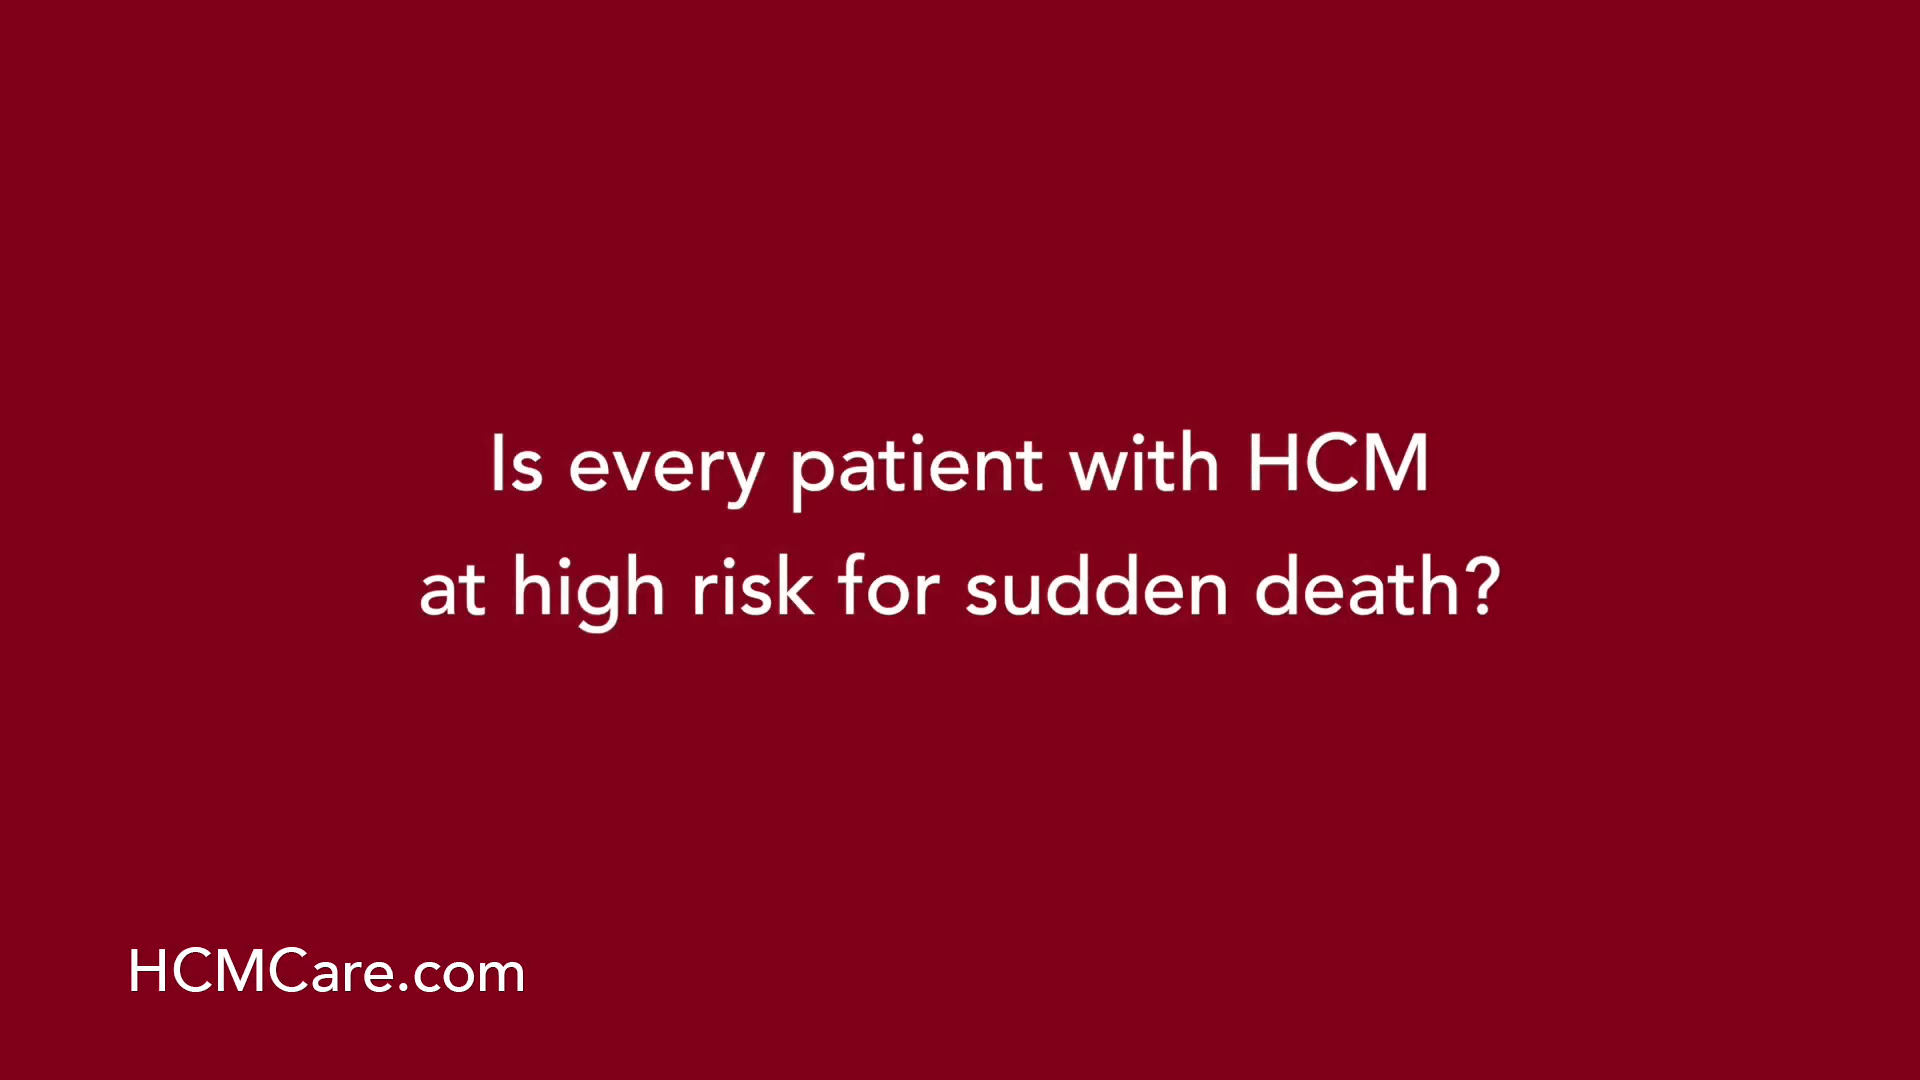 Is every patient with HCM
at high risk for sudden death?
HCMCare.com